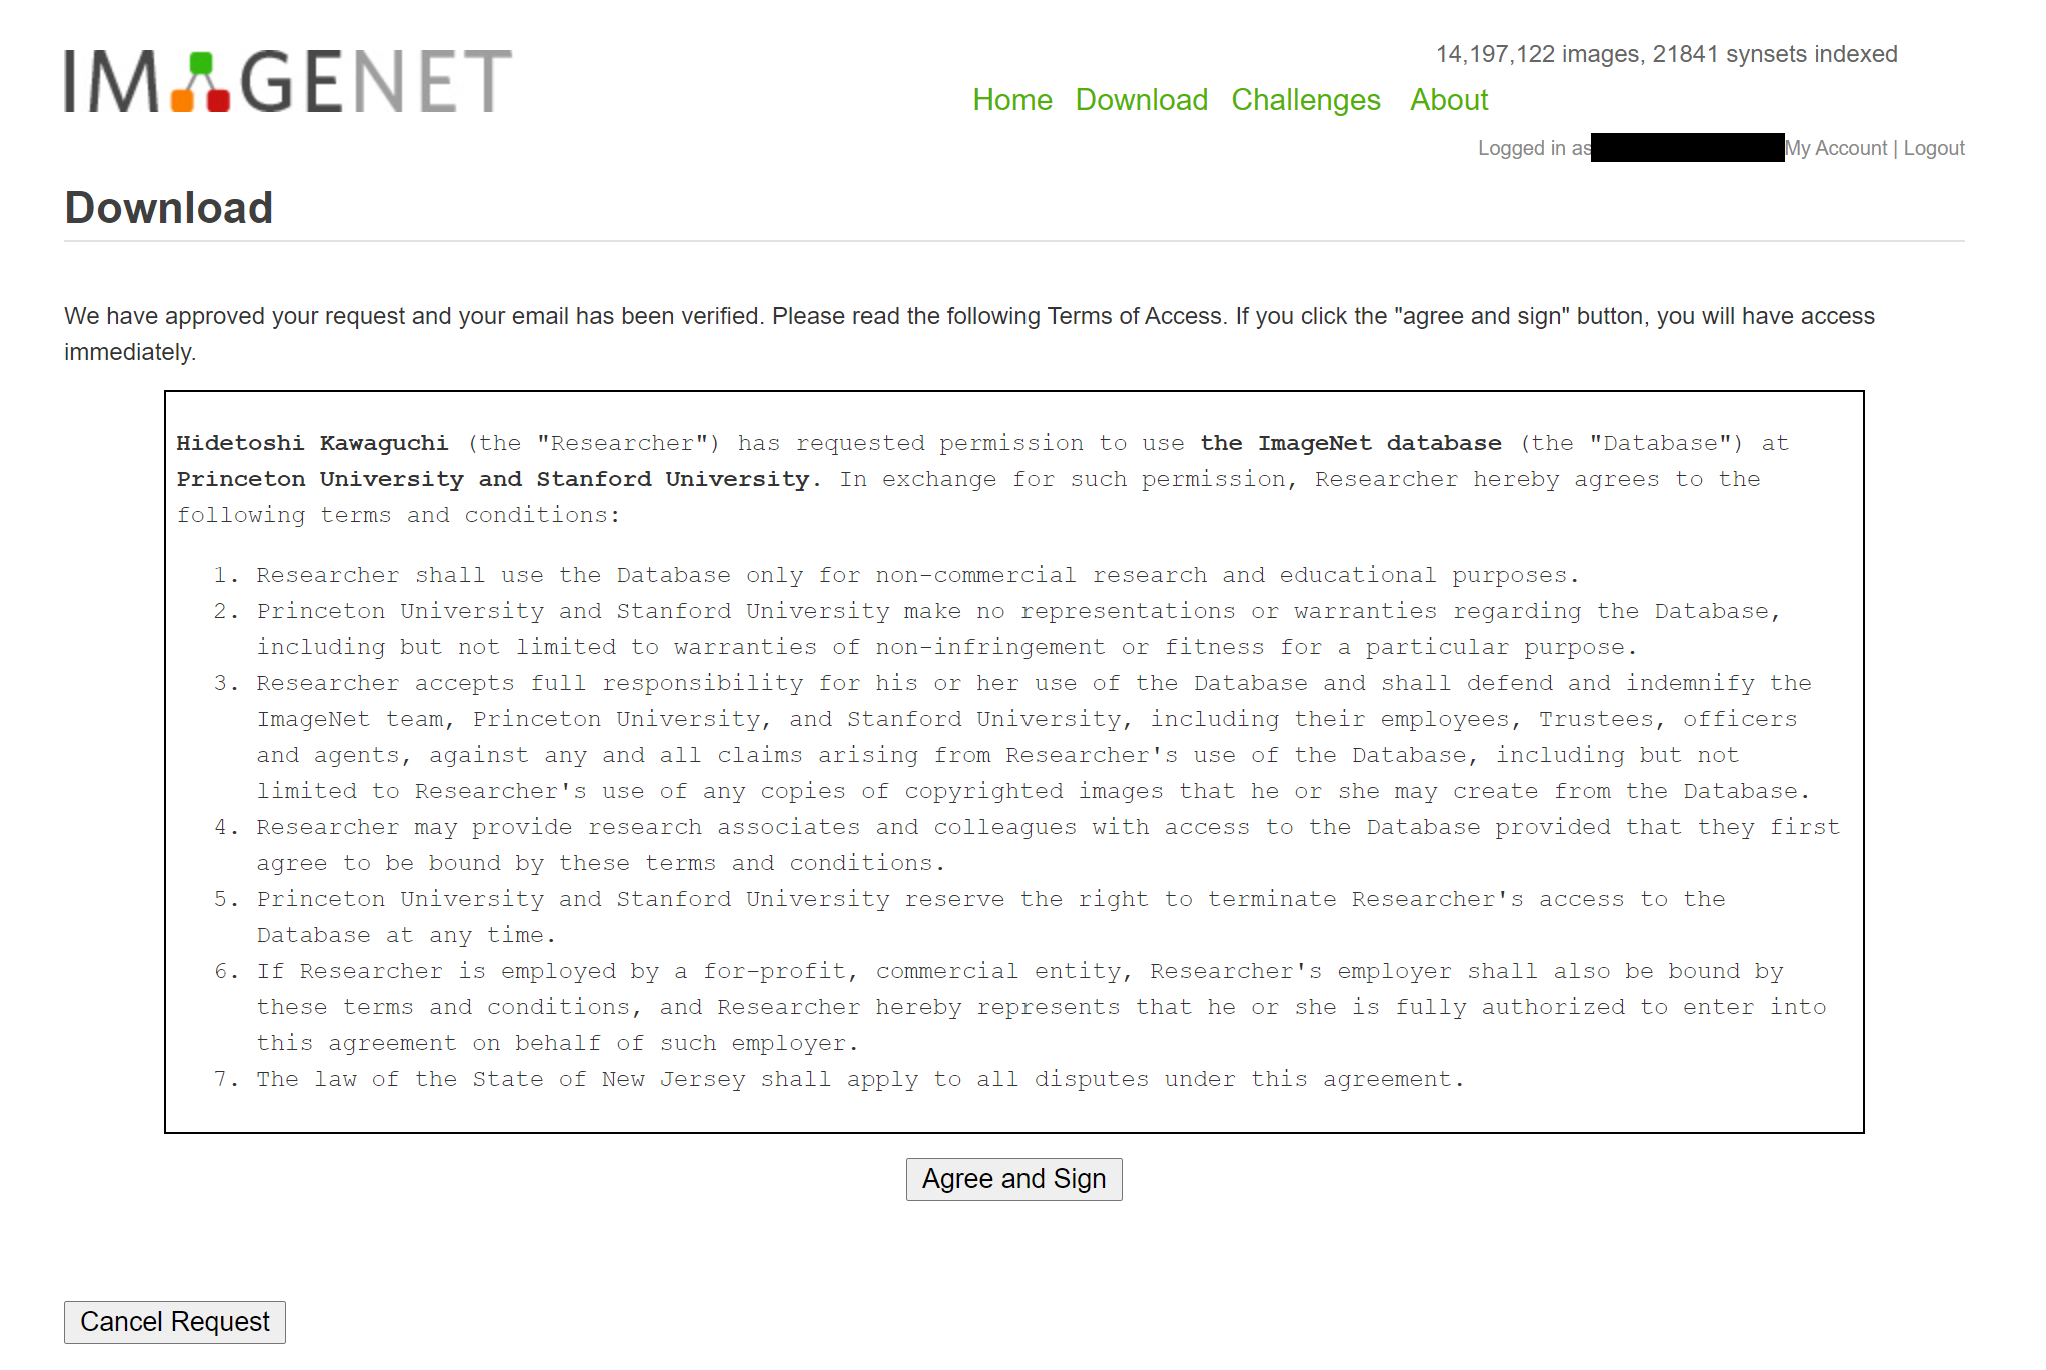 IMAGENET
14,197,122 images, 21841 synsets indexed
Home Download Challenges About
Logged in as My Account | Logout
Download
We have approved your request and your email has been verified. Please read the following Terms of Access. If you click the "agree and sign" button, you will have access
immediately.
Hidetoshi Kawaguchi (the "Researcher") has requested permission to use the ImageNet database (the "Database") at
Princeton University and Stanford University. In exchange for such permission, Researcher hereby agrees to the
following terms and conditions:
1. Researcher shall use the Database only for non-commercial research and educational purposes.
2. Princeton University and Stanford University make no representations or warranties regarding the Database,
including but not limited to warranties of non-infringement or fitness for a particular purpose.
3. Researcher accepts full responsibility for his or her use of the Database and shall defend and indemnify the
ImageNet team, Princeton University, and Stanford University, including their employees, Trustees, officers
and agents, against any and all claims arising from Researcher's use of the Database, including but not
limited to Researcher's use of any copies of copyrighted images that he or she may create from the Database.
4. Researcher may provide research associates and colleagues with access to the Database provided that they first
agree to be bound by these terms and conditions.
5. Princeton University and Stanford University reserve the right to terminate Researcher's access to the
Database at any time.
6. If Researcher is employed by a for-profit, commercial entity, Researcher's employer shall also be bound by
these terms and conditions, and Researcher hereby represents that he or she is fully authorized to enter into
this agreement on behalf of such employer.
7. The law of the State of New Jersey shall apply to all disputes under this agreement.
Agree and Sign
Cancel Request